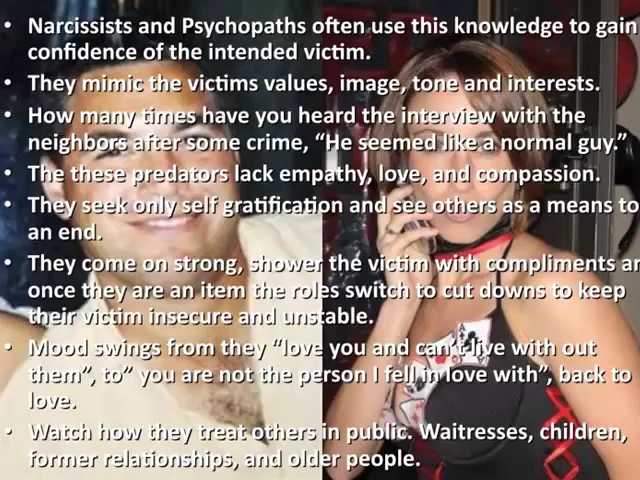 • Narcissists and Psychopaths often use this knowledge to gain
confidence of the intended victim.
• They mimic the victims values, image, tone and interests.
• How many times have you heard the interview with the
neighbors after some crime, “He seemed like a normal guy.”
• The these predators lack empathy, love, and compassion.
• They seek only self gratification and see others as a means to
an end.
• They come on strong, shower the victim with compliments an
once they are an item the roles switch to cut downs to keep
their victim insecure and unstable.
• Mood swings from they “love you and can’t live with out
them”, to” you are not the person I fell in love with”, back to
love.
• Watch how they treat others in public. Waitresses, children,
former relationships, and older people.